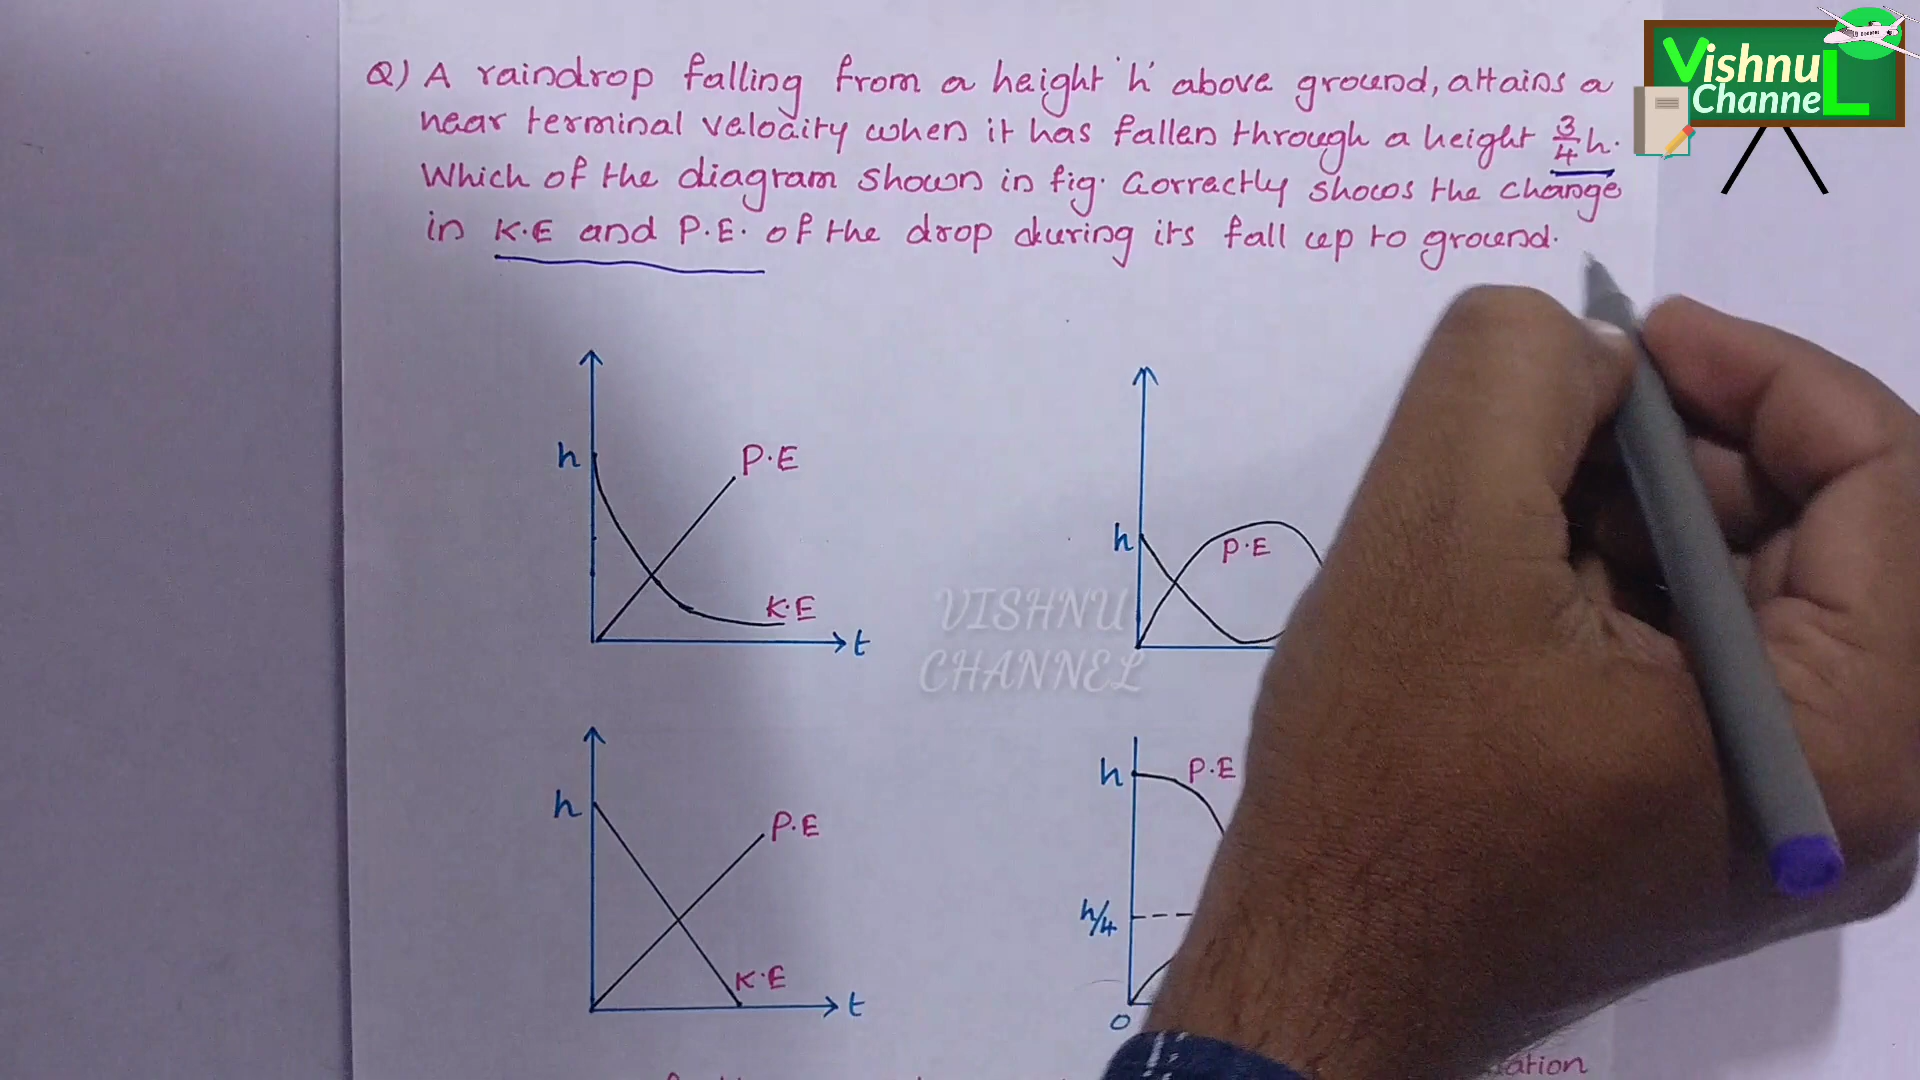 Vishnu
ChanneL
Q) A raindrop falling from a height 'h' above ground, attains a
near terminal velocity when it has fallen through a height 3/4 h.
Which of the diagram shown in fig. correctly shows the change
in K.E and P.E. of the drop during its fall up to ground.
h
P.E
K.E
t
h
P.E
VISHNU
CHANNEL
h
P.E
K.E
t
h
P.E
h/4
0